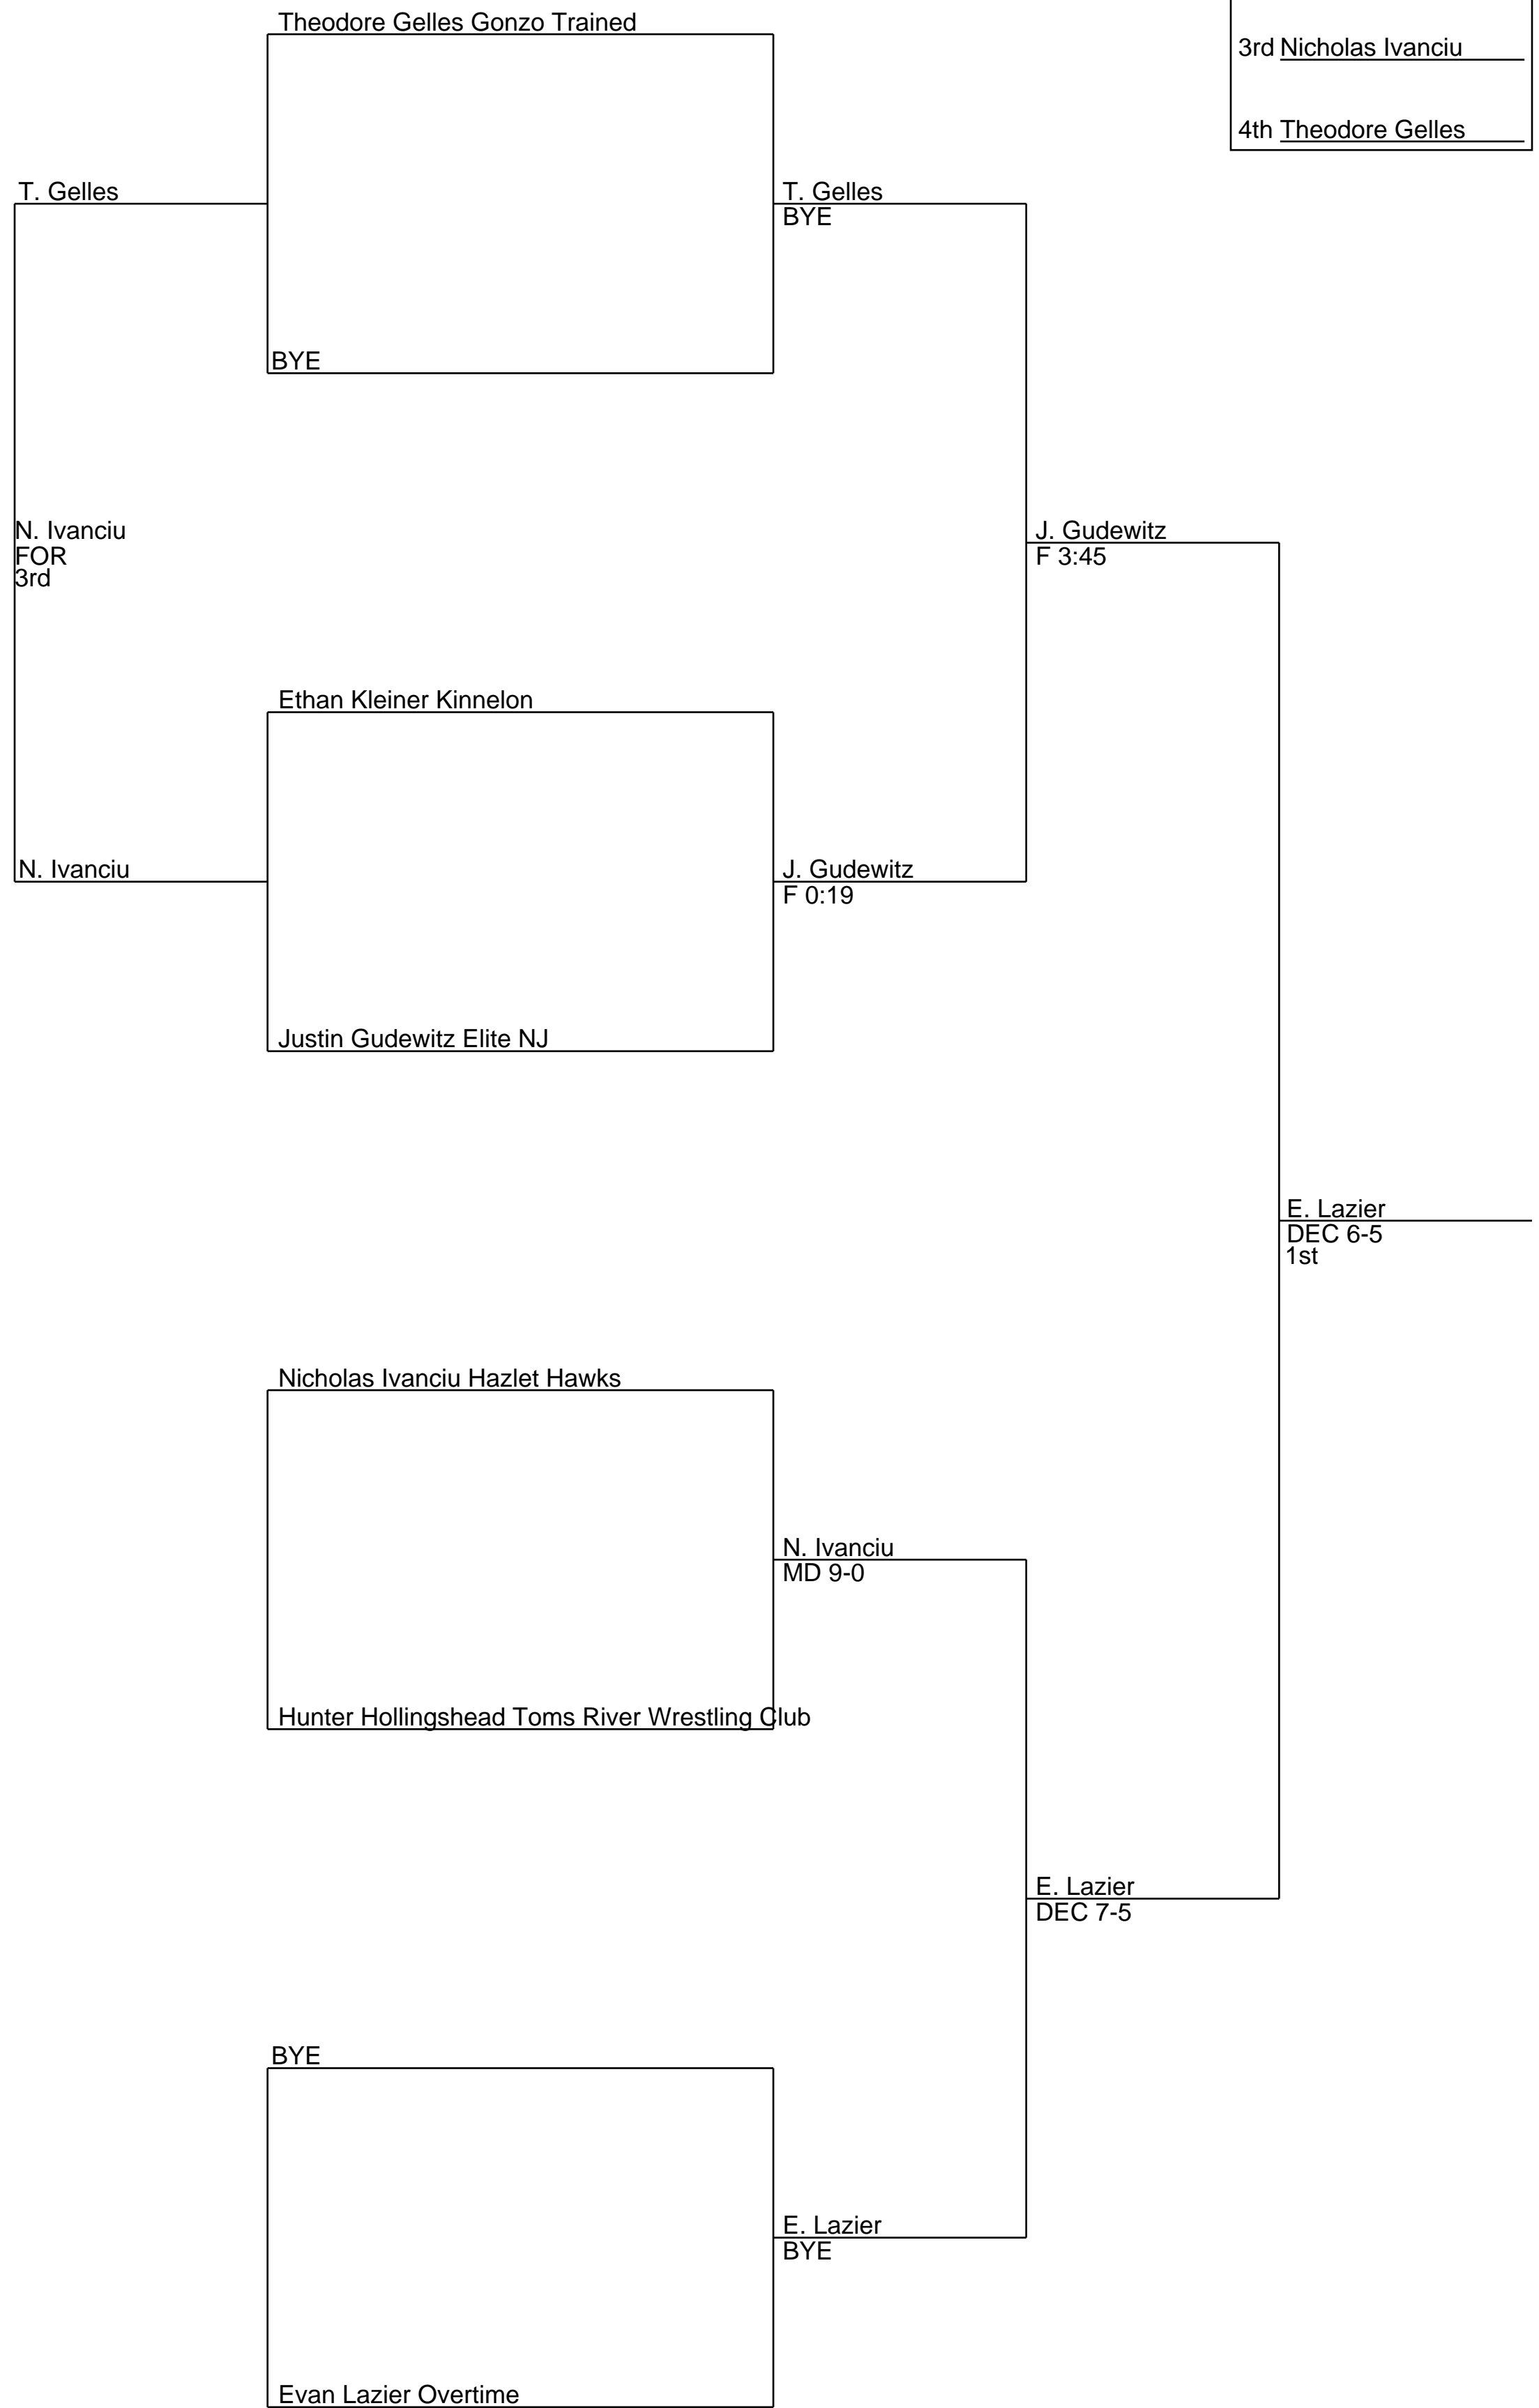 Theodore Gelles Gonzo Trained
3rd Nicholas Ivanciu
4th Theodore Gelles
T. Gelles
T. Gelles
BYE
BYE
N. Ivanciu
FOR
3rd
J. Gudewitz
F 3:45
Ethan Kleiner Kinnelon
N. Ivanciu
J. Gudewitz
F 0:19
Justin Gudewitz Elite NJ
E. Lazier
DEC 6-5
1st
Nicholas Ivanciu Hazlet Hawks
N. Ivanciu
MD 9-0
Hunter Hollingshead Toms River Wrestling Club
E. Lazier
DEC 7-5
BYE
E. Lazier
BYE
Evan Lazier Overtime